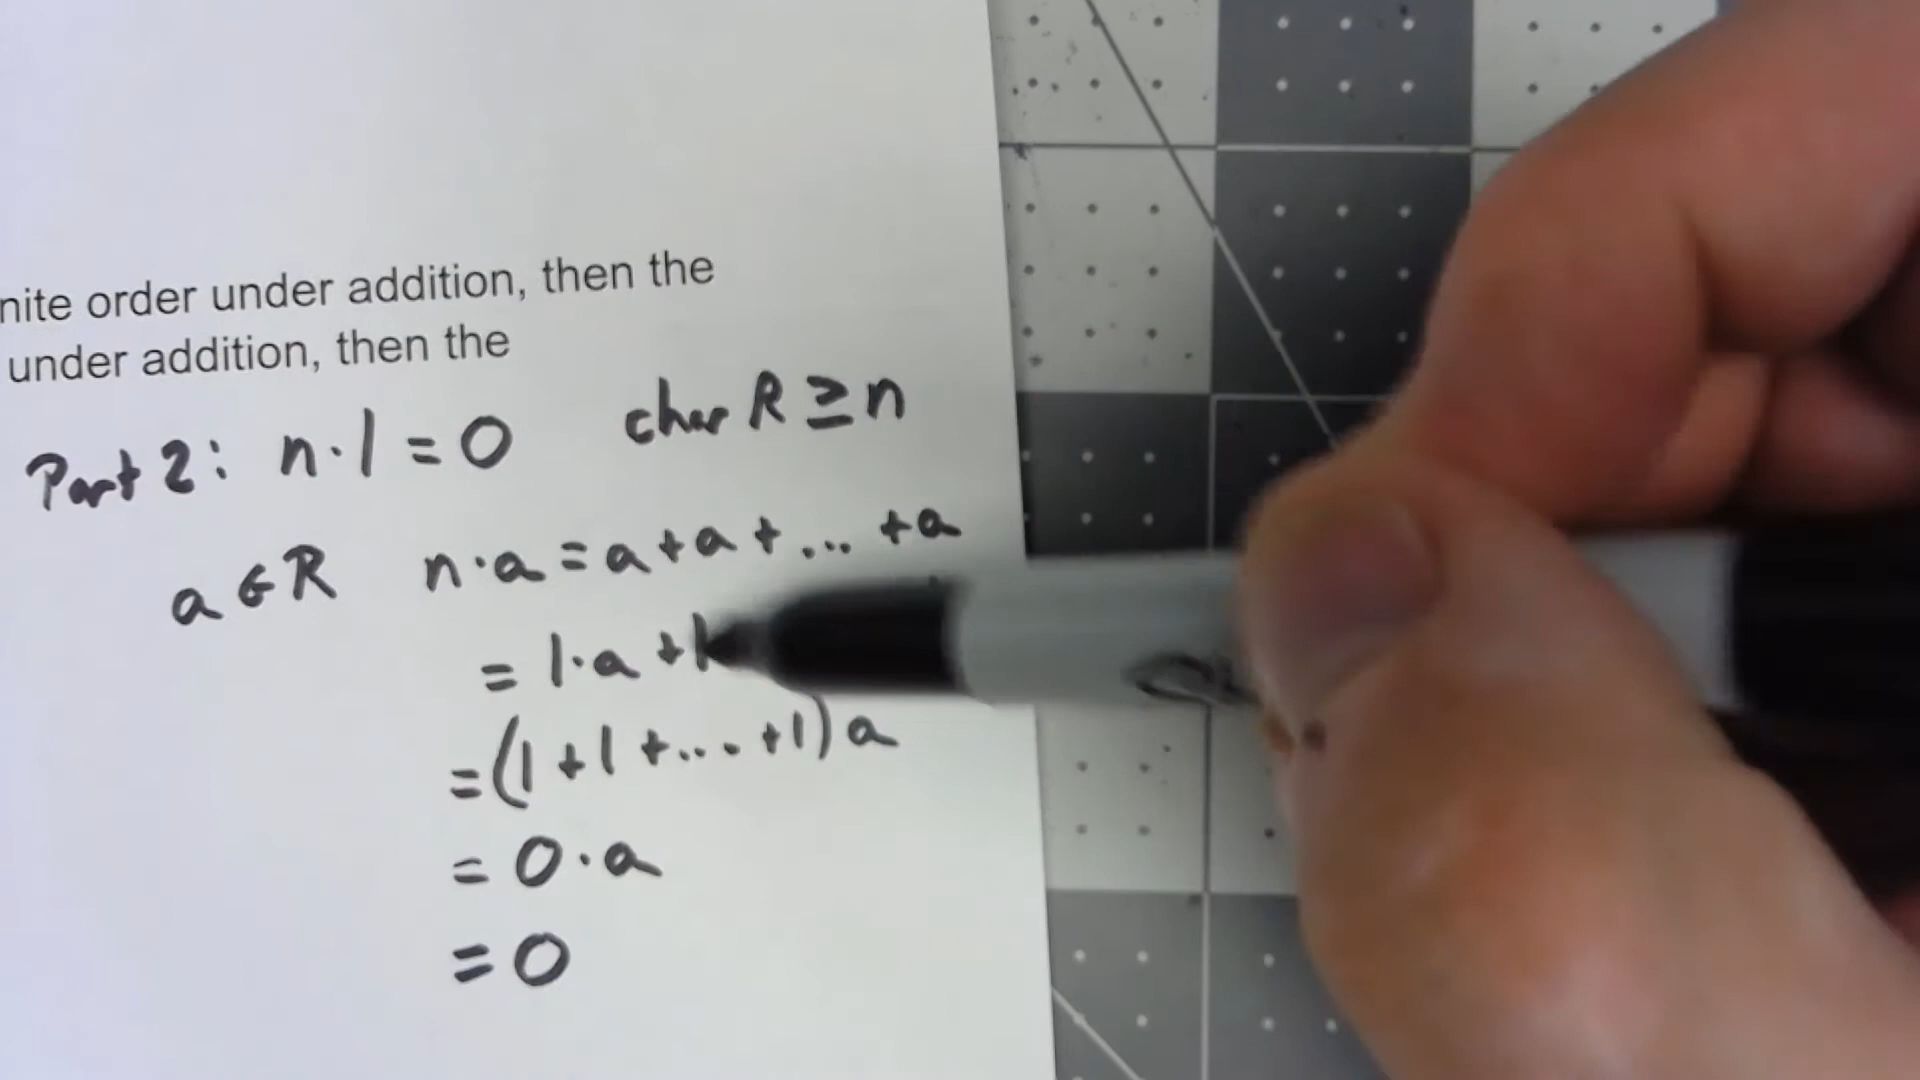 order under addition, then the
under addition, then the
Part 2: n·1=0 char R ≥ n
a∈R n·a=a+a+...+a
=1·a+
=(1+1+...+1)a
=0·a
=0